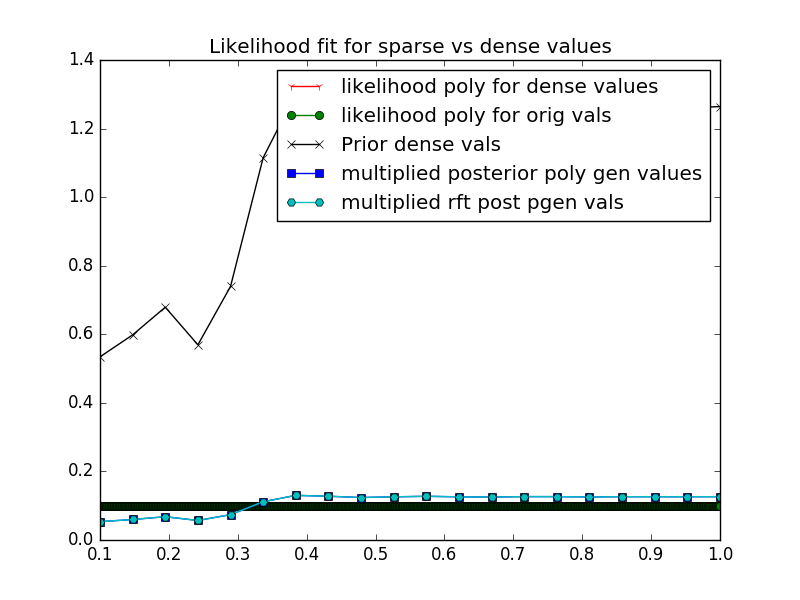 Likelihood fit for sparse vs dense values
1.4
1.2
1.0
0.8
0.6
0.4
0.2
0.0
likelihood poly for dense values
likelihood poly for orig vals
Prior dense vals
multiplied posterior poly gen values
multiplied rft post pgen vals
0.1 0.2 0.3 0.4 0.5 0.6 0.7 0.8 0.9 1.0